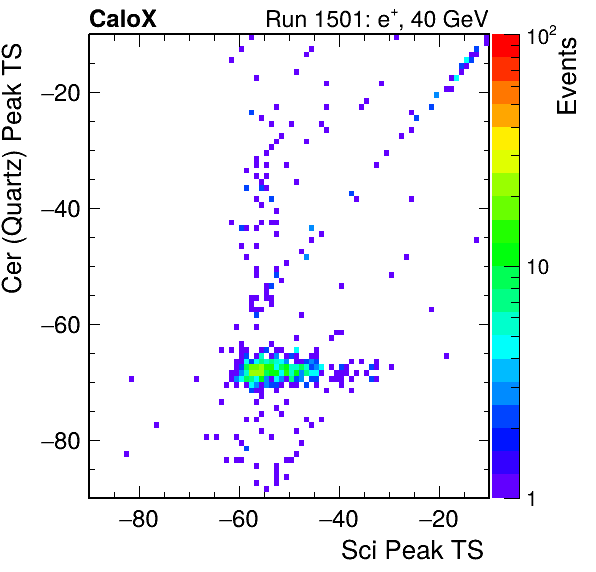 CaloX Run 1501: e⁺, 40 GeV
Cer (Quartz) Peak TS
−20
−40
−60
−80
10²
10
1
Events
−80 −60 −40 −20
Sci Peak TS